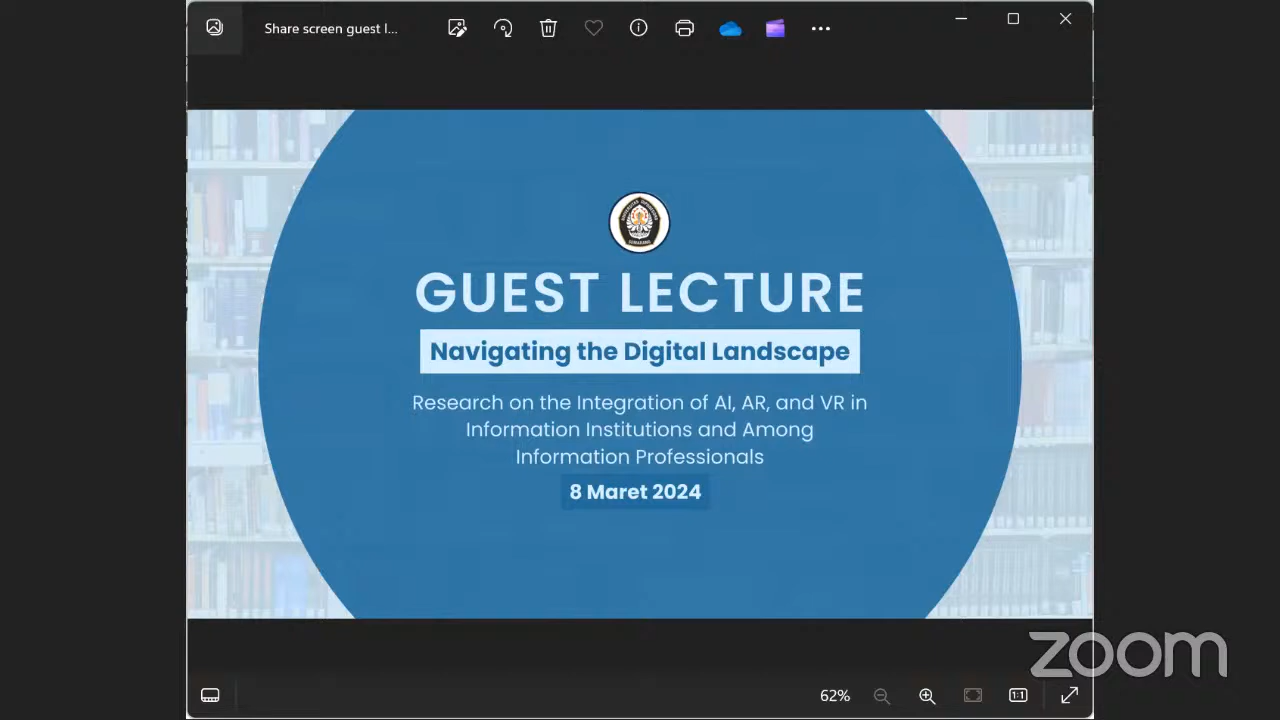 Share screen guest l...
GUEST LECTURE
Navigating the Digital Landscape
Research on the Integration of AI, AR, and VR in
Information Institutions and Among
Information Professionals
8 Maret 2024
zoom
62%
1:1